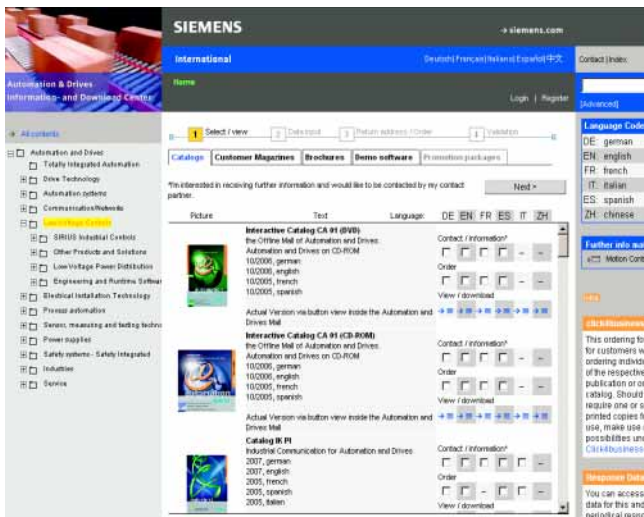 SIEMENS
→ siemens.com
International
Deutsch| Français| Italiano| Español| 中文
Contact | Index
Automation & Drives
Information- and Download Center
Home
Login | Register
[Advanced]
All contents
1 Select / view
2 Data input
3 Return address / Order
4 Validation
Catalogs
Customer Magazines
Brochures
Demo software
Promotion packages
Automation and Drives
Totally Integrated Automation
Drive Technology
Automation systems
Communication/Networks
Low-Voltage Controls
SIRIUS Industrial Controls
Other Products and Solutions
Low Voltage Power Distribution
Engineering and Runtime Softwar
Electrical Installation Technology
Process automation
Sensor, measuring and testing techno
Power supplies
Safety systems - Safety Integrated
Industries
Service
*I'm interested in receiving further information and would like to be contacted by my contact
partner.
Next >
Picture
Text
Language:
DE EN FR ES IT ZH
Interactive Catalog CA 01 (DVD)
the Offline Mall of Automation and Drives.
Automation and Drives on CD-ROM
10/2006, german
10/2006, english
10/2005, french
10/2005, spanish
Actual Version via button view inside the Automation and
Drives Mall
Contact / Information*
Order
View / download
Interactive Catalog CA 01 (CD-ROM)
the Offline Mall of Automation and Drives.
Automation and Drives on CD-ROM
10/2006, german
10/2006, english
10/2005, french
10/2005, spanish
Actual Version via button view inside the Automation and
Drives Mall
Contact / Information*
Order
View / download
Catalog IK PI
Industrial Communication for Automation and Drives
2007, german
2007, english
2005, french
2005, spanish
2005, italian
Contact / Information*
Order
View / download
Language Code
DE: german
EN: english
FR: french
IT: italian
ES: spanish
ZH: chinese
Further info mat
Motion Cont
click4business
This ordering fo
for customers w
ordering individu
of the respective
publication or or
catalog. Should
require one or s
printed copies f
use, make use o
possibilities und
Click4business
Response Data
You can access
data for this and
periodical respo